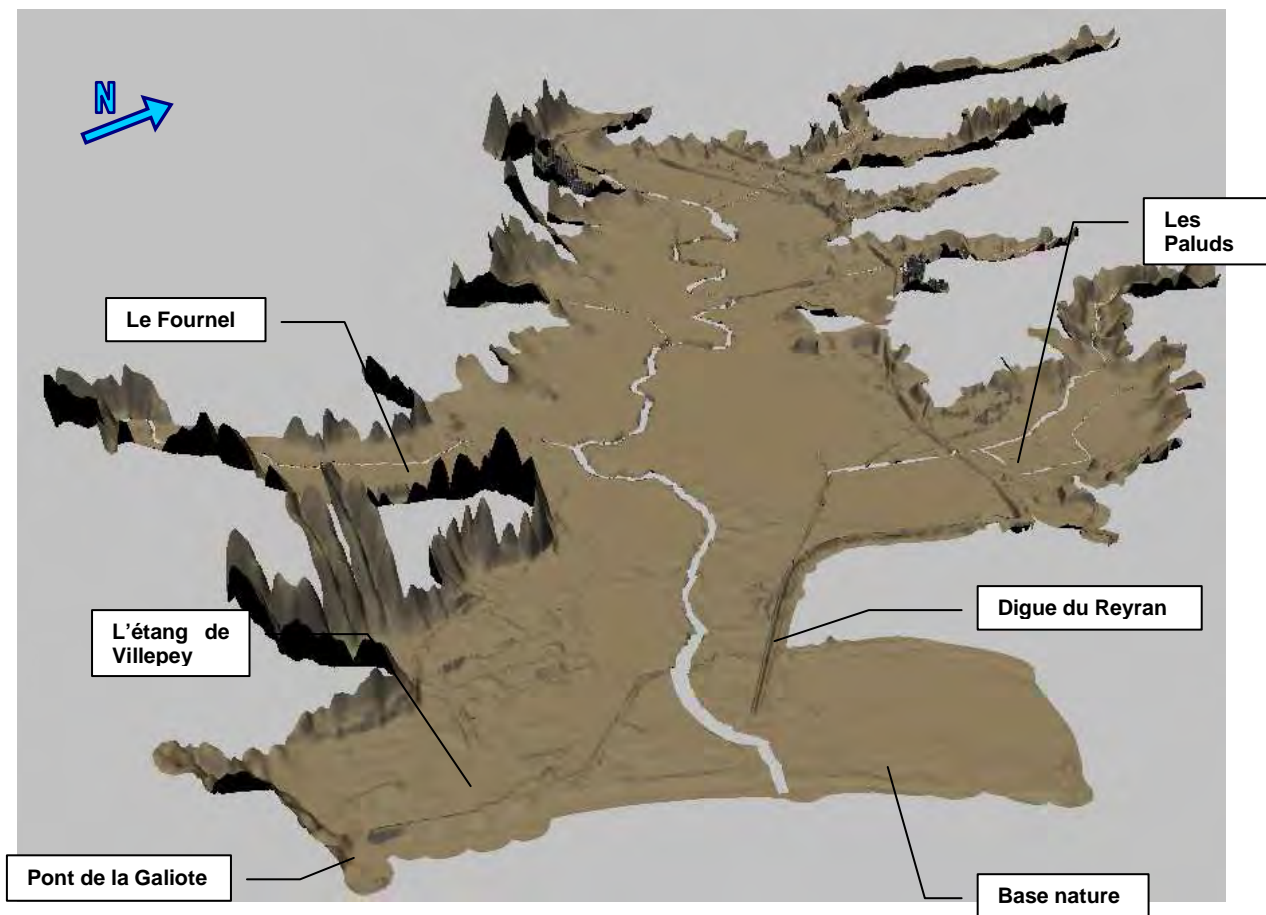 N
Les
Paluds
Le Fournel
L'étang de
Villepey
Digue du Reyran
Pont de la Galiote
Base nature